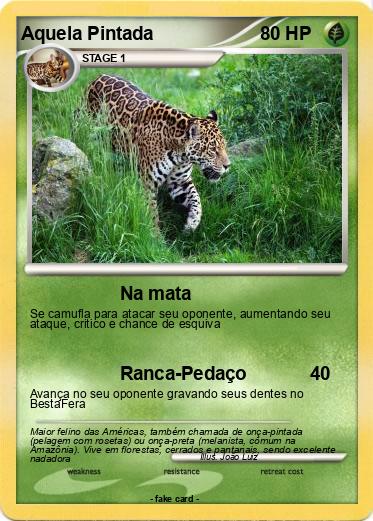 Aquela Pintada 80 HP
STAGE 1
Na mata
Se camufla para atacar seu oponente, aumentando seu
ataque, crítico e chance de esquiva
Ranca-Pedaço 40
Avança no seu oponente gravando seus dentes no
BestaFera
Maior felino das Américas, também chamada de onça-pintada
(pelagem com rosetas) ou onça-preta (melanista, comum na
Amazônia). Vive em florestas, cerrados e pantanais, sendo excelente
nadadora
Illus. João Luiz
weakness resistance retreat cost
- fake card -